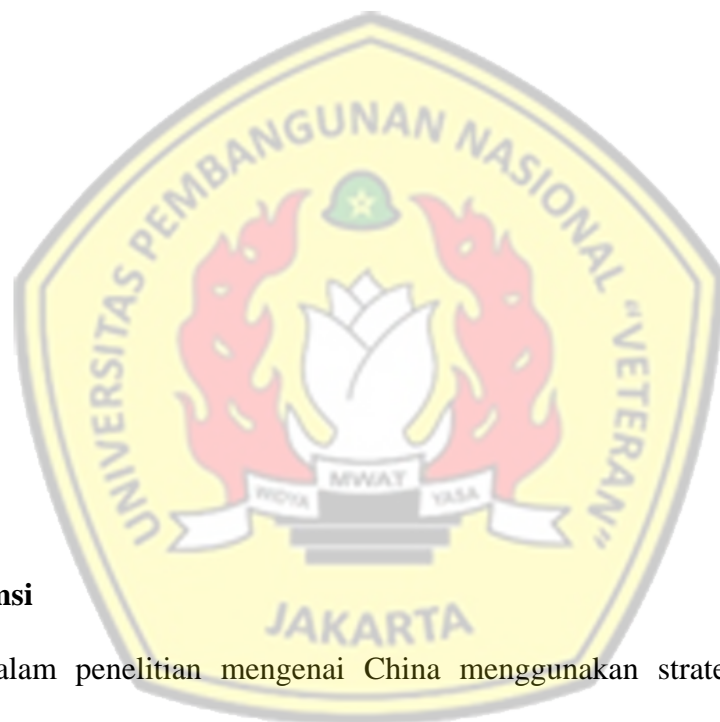 UNIVERSITAS PEMBANGUNAN NASIONAL "VETERAN"
WIDYA MWAT YASA
JAKARTA
nsi
alam penelitian mengenai China menggunakan strate